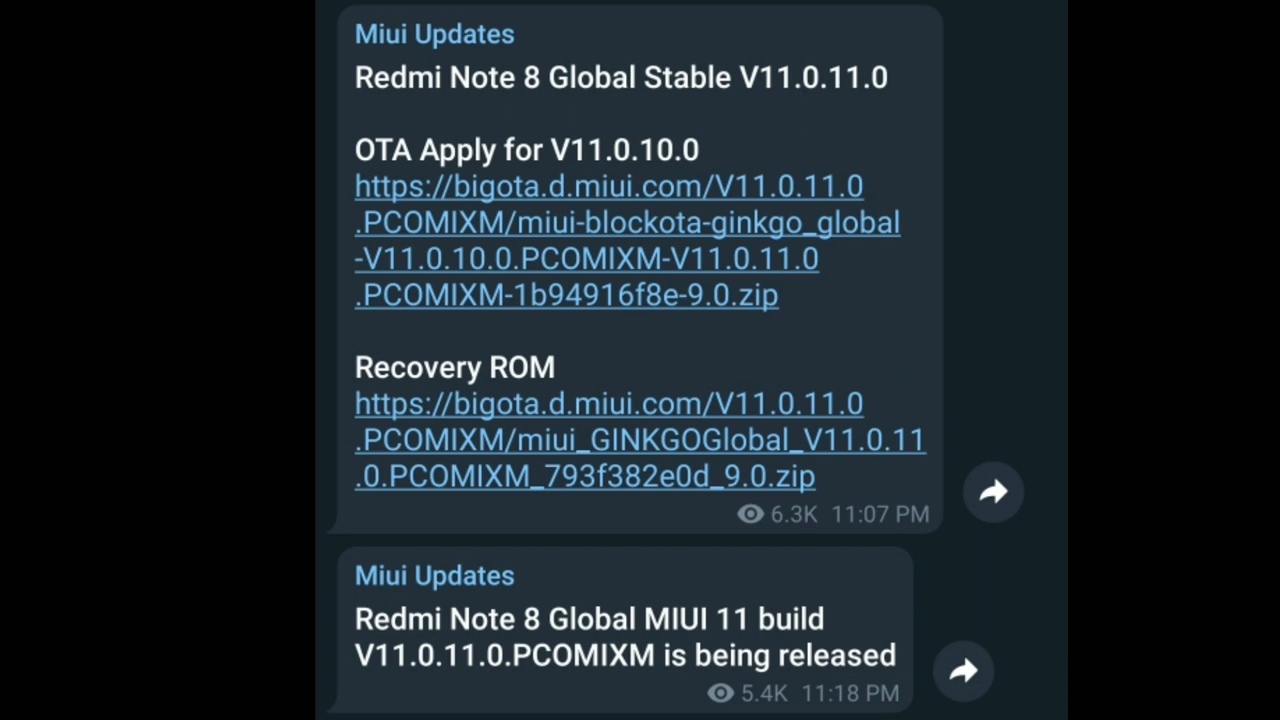 Miui Updates
Redmi Note 8 Global Stable V11.0.11.0
OTA Apply for V11.0.10.0
https://bigota.d.miui.com/V11.0.11.0
.PCOMIXM/miui-blockota-ginkgo_global
-V11.0.10.0.PCOMIXM-V11.0.11.0
.PCOMIXM-1b94916f8e-9.0.zip
Recovery ROM
https://bigota.d.miui.com/V11.0.11.0
.PCOMIXM/miui_GINKGOGlobal_V11.0.11
.0.PCOMIXM_793f382e0d_9.0.zip
6.3K 11:07 PM
Miui Updates
Redmi Note 8 Global MIUI 11 build
V11.0.11.0.PCOMIXM is being released
5.4K 11:18 PM